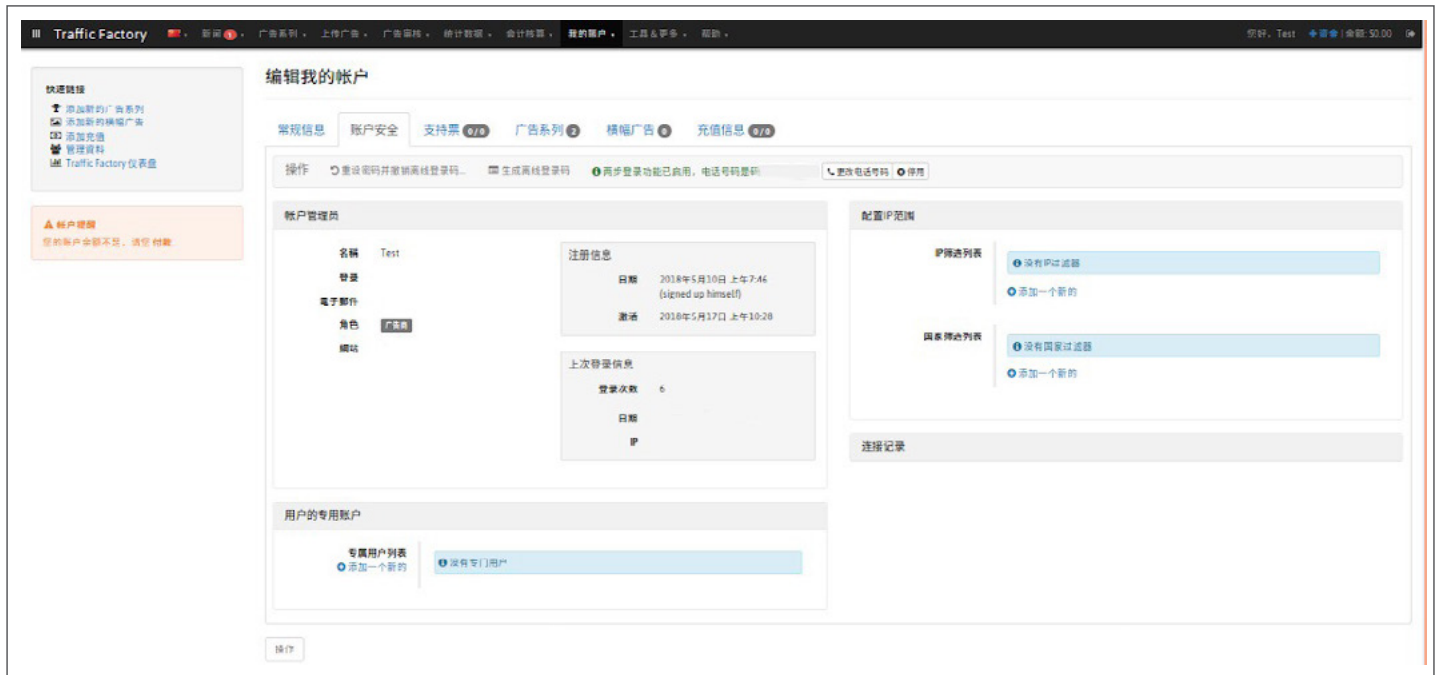 Traffic Factory 新闻 1 广告系列 上传广告 广告审核 统计数据 会计核算 我的账户 工具&更多 帮助 您好，Test 资金 | 余额: $0.00
快速链接
添加新的广告系列
添加新的横幅广告
添加充值
管理資料
Traffic Factory 仪表盘
帐户提醒
您的账户余额不足，请您 付款
编辑我的帐户
常规信息 账户安全 支持票 0/0 广告系列 2 横幅广告 0 充值信息 0/0
操作 重设密码并撤销离线登录码... 生成离线登录码 两步登录功能已启用，电话号码是码 更改电话号码 停用
帐户管理员
名稱 Test
登录
電子郵件
角色 广告商
網站
注册信息
日期 2018年5月10日 上午7:46
(signed up himself)
激活 2018年5月17日 上午10:28
上次登录信息
登录次数 6
日期
IP
配置IP范围
IP筛选列表 没有IP过滤器
添加一个新的
国家筛选列表 没有国家过滤器
添加一个新的
连接记录
用户的专用账户
专属用户列表
添加一个新的
没有专门用户
操作